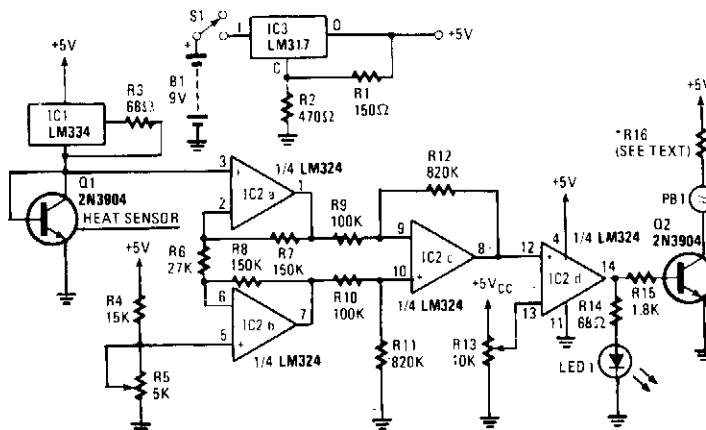 S1
I
IC3
LM317
O
+5V
C
B1
9V
+
R2
470Ω
R1
150Ω
+5V
R3
68Ω
IC1
LM334
Q1
2N3904
HEAT SENSOR
3
+
2
-
IC2 a
1
1/4 LM324
R6
27K
R8
150K
R7
150K
R9
100K
R10
100K
6
-
5
+
IC2 b
7
1/4 LM324
+5V
R4
15K
R5
5K
R12
820K
9
-
10
+
IC2 c
8
1/4 LM324
R11
820K
+5VCC
R13
10K
12
+
13
-
IC2 d
+5V
4
11
14
1/4 LM324
R14
68Ω
LED1
R15
1.8K
Q2
2N3904
PB1
*R16
(SEE TEXT)
+5V